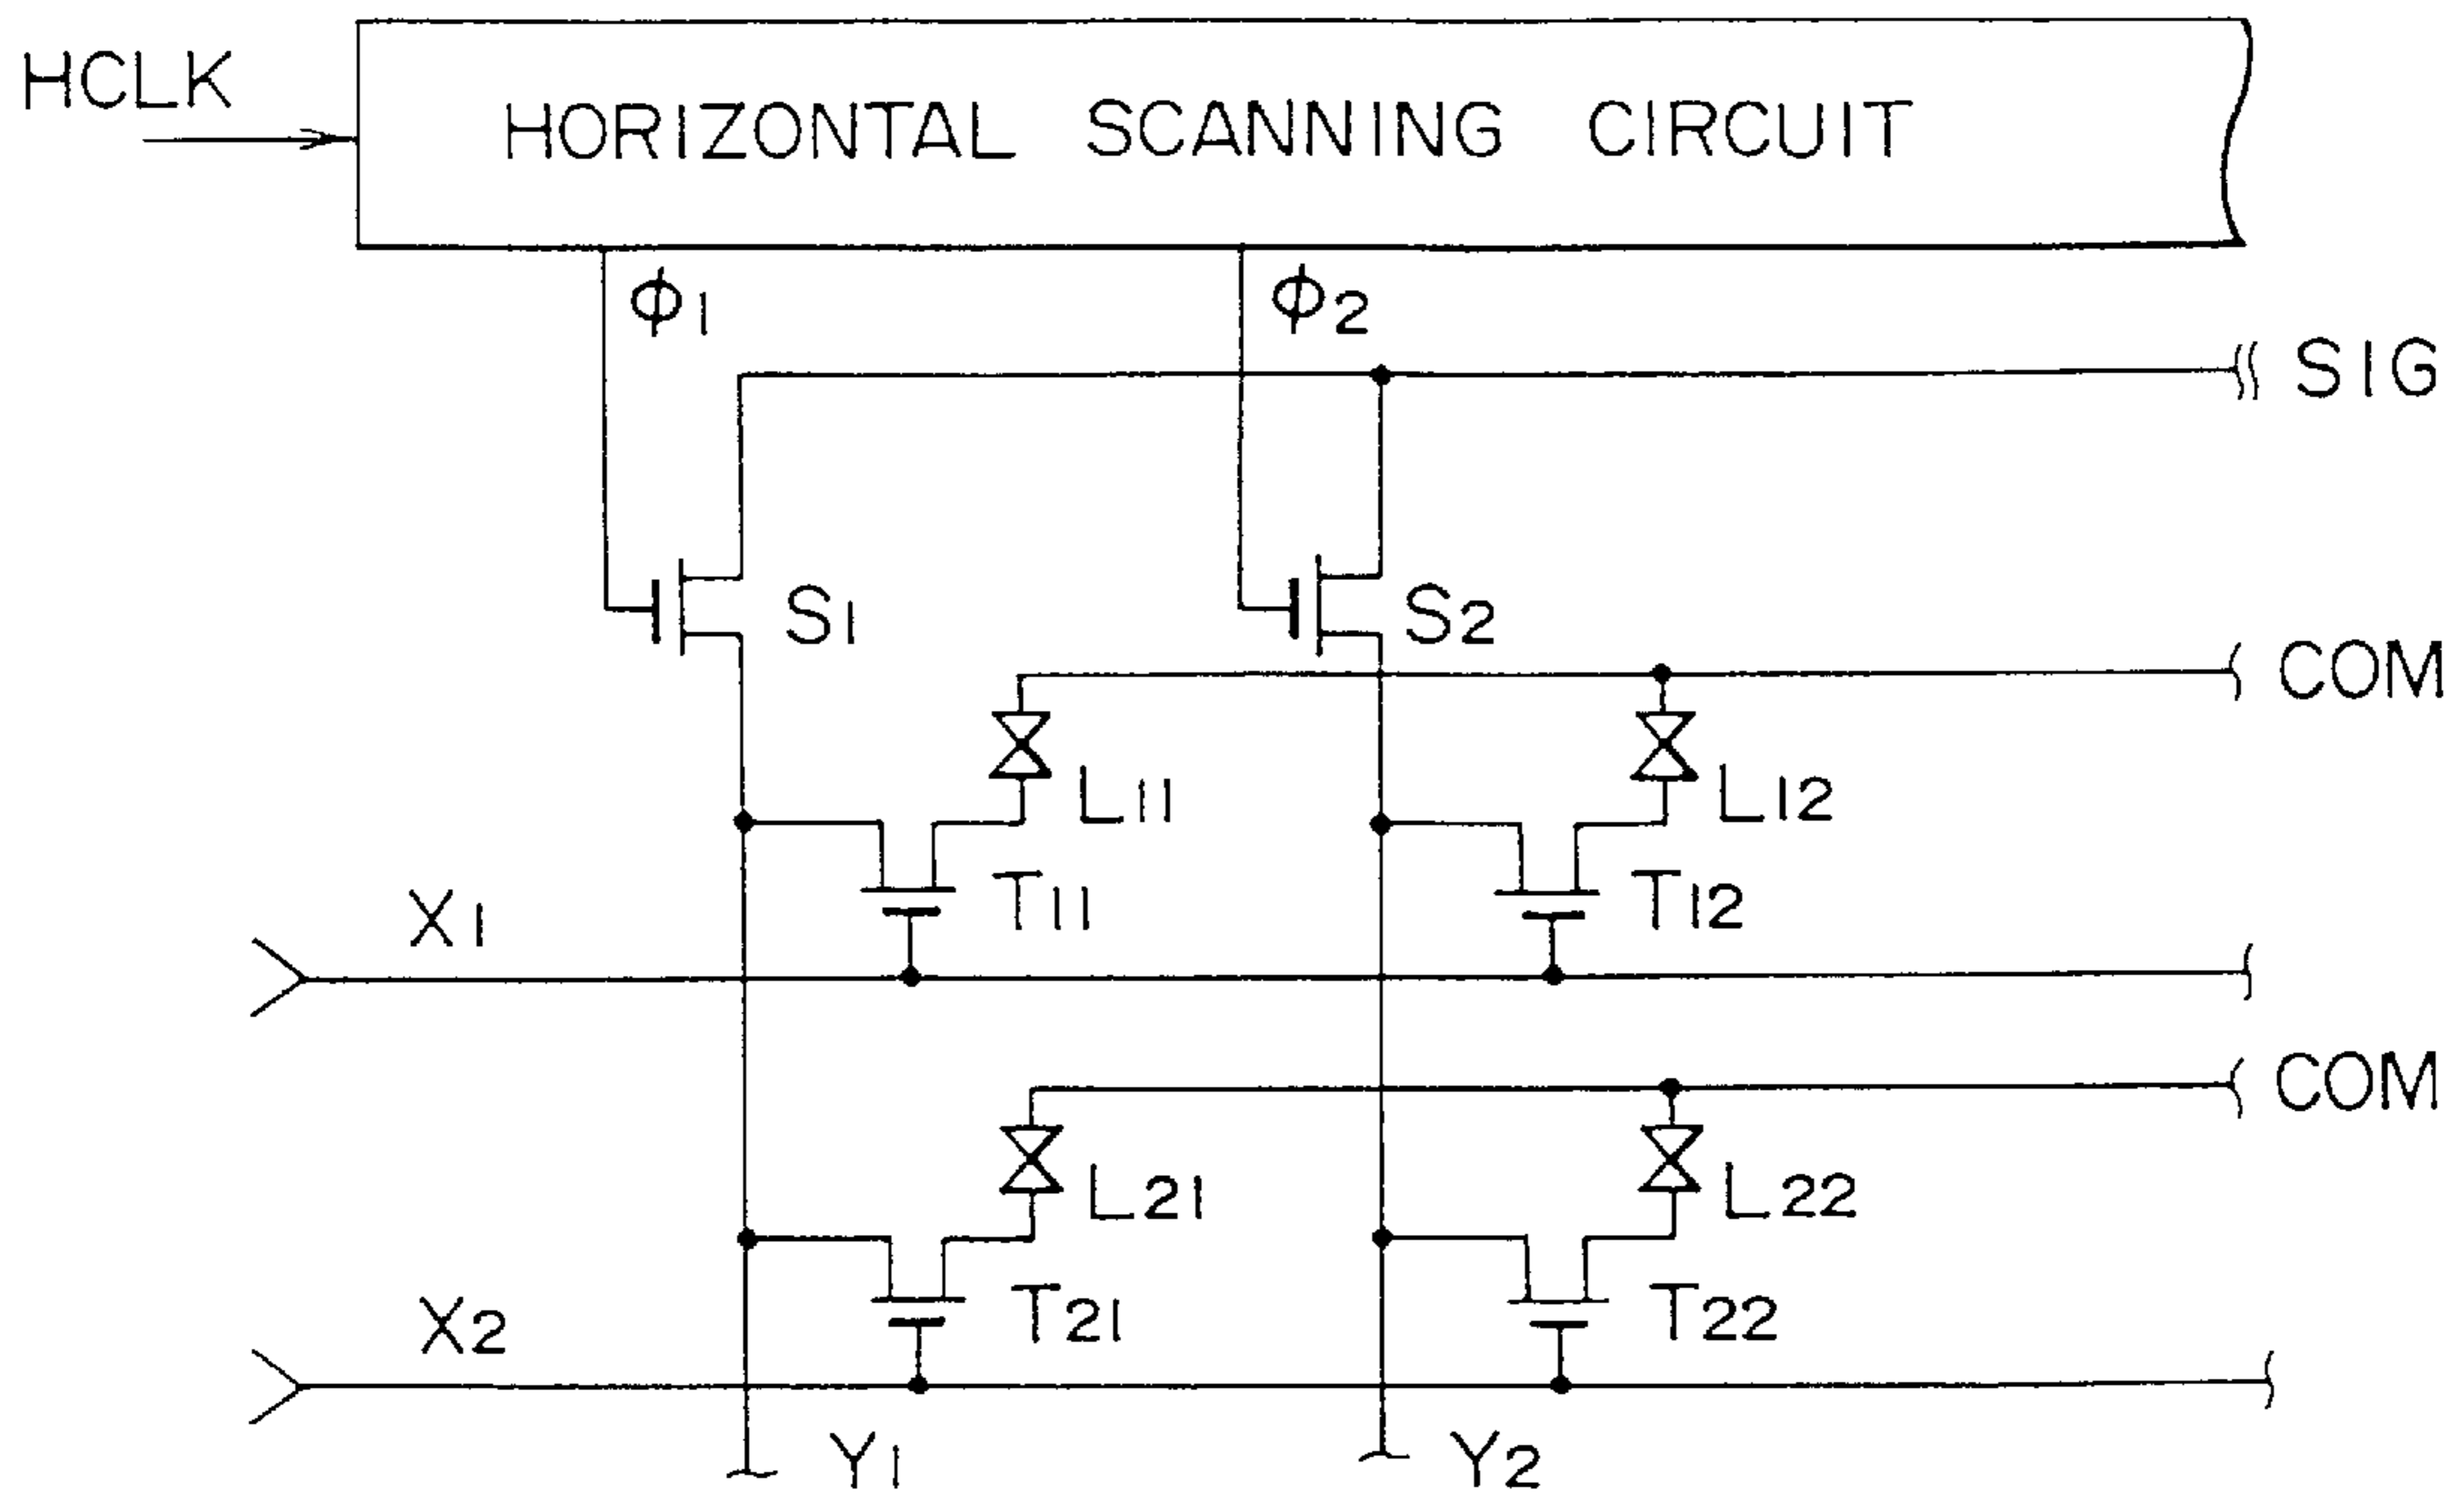 HCLK
HORIZONTAL SCANNING CIRCUIT
ϕ1
ϕ2
SIG
S1
S2
COM
L11
L12
X1
T11
T12
COM
L21
L22
X2
T21
T22
Y1
Y2